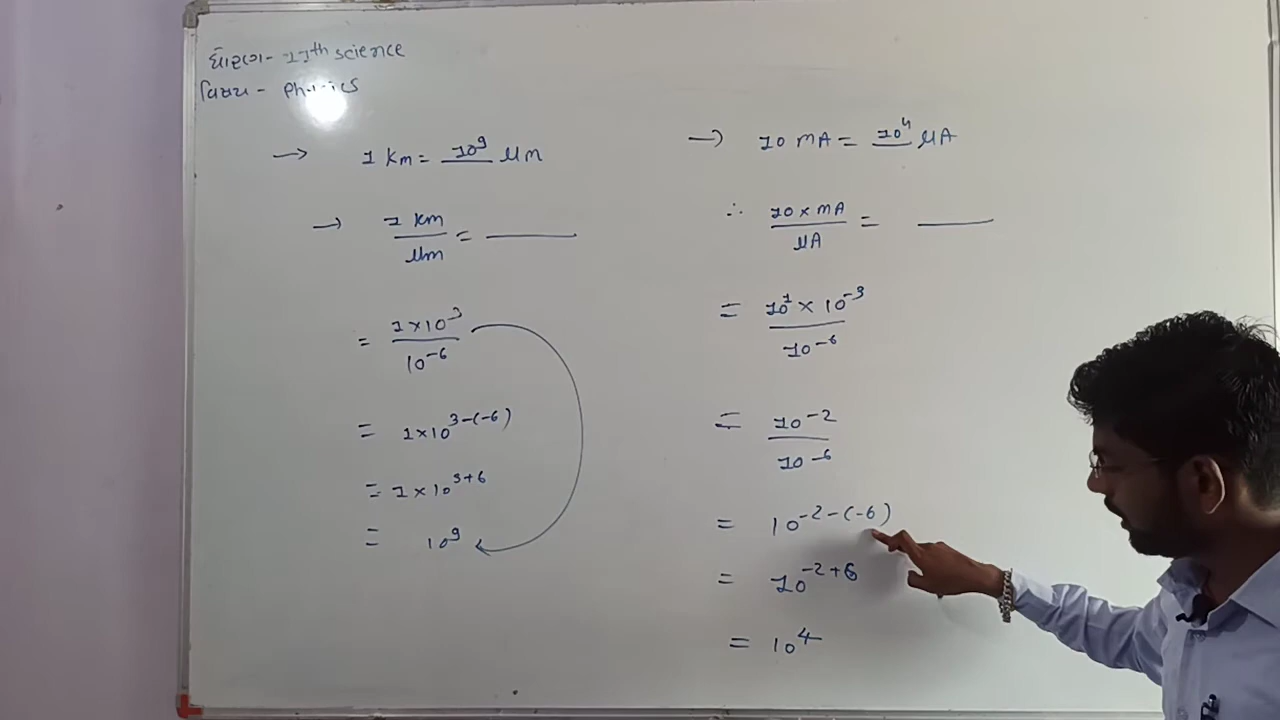 ધોરણ - 11th science
વિષય - Physics
→ 1 km = 10⁹ μm
→ 1 km / μm = ____
= 1 × 10³ / 10⁻⁶
= 1 × 10³⁻⁽⁻⁶⁾
= 1 × 10³⁺⁶
= 10⁹
→ 10 mA = 10⁴ μA
∴ 10 × mA / μA = ____
= 10¹ × 10⁻³ / 10⁻⁶
= 10⁻² / 10⁻⁶
= 10⁻²⁻⁽⁻⁶⁾
= 10⁻²⁺⁶
= 10⁴